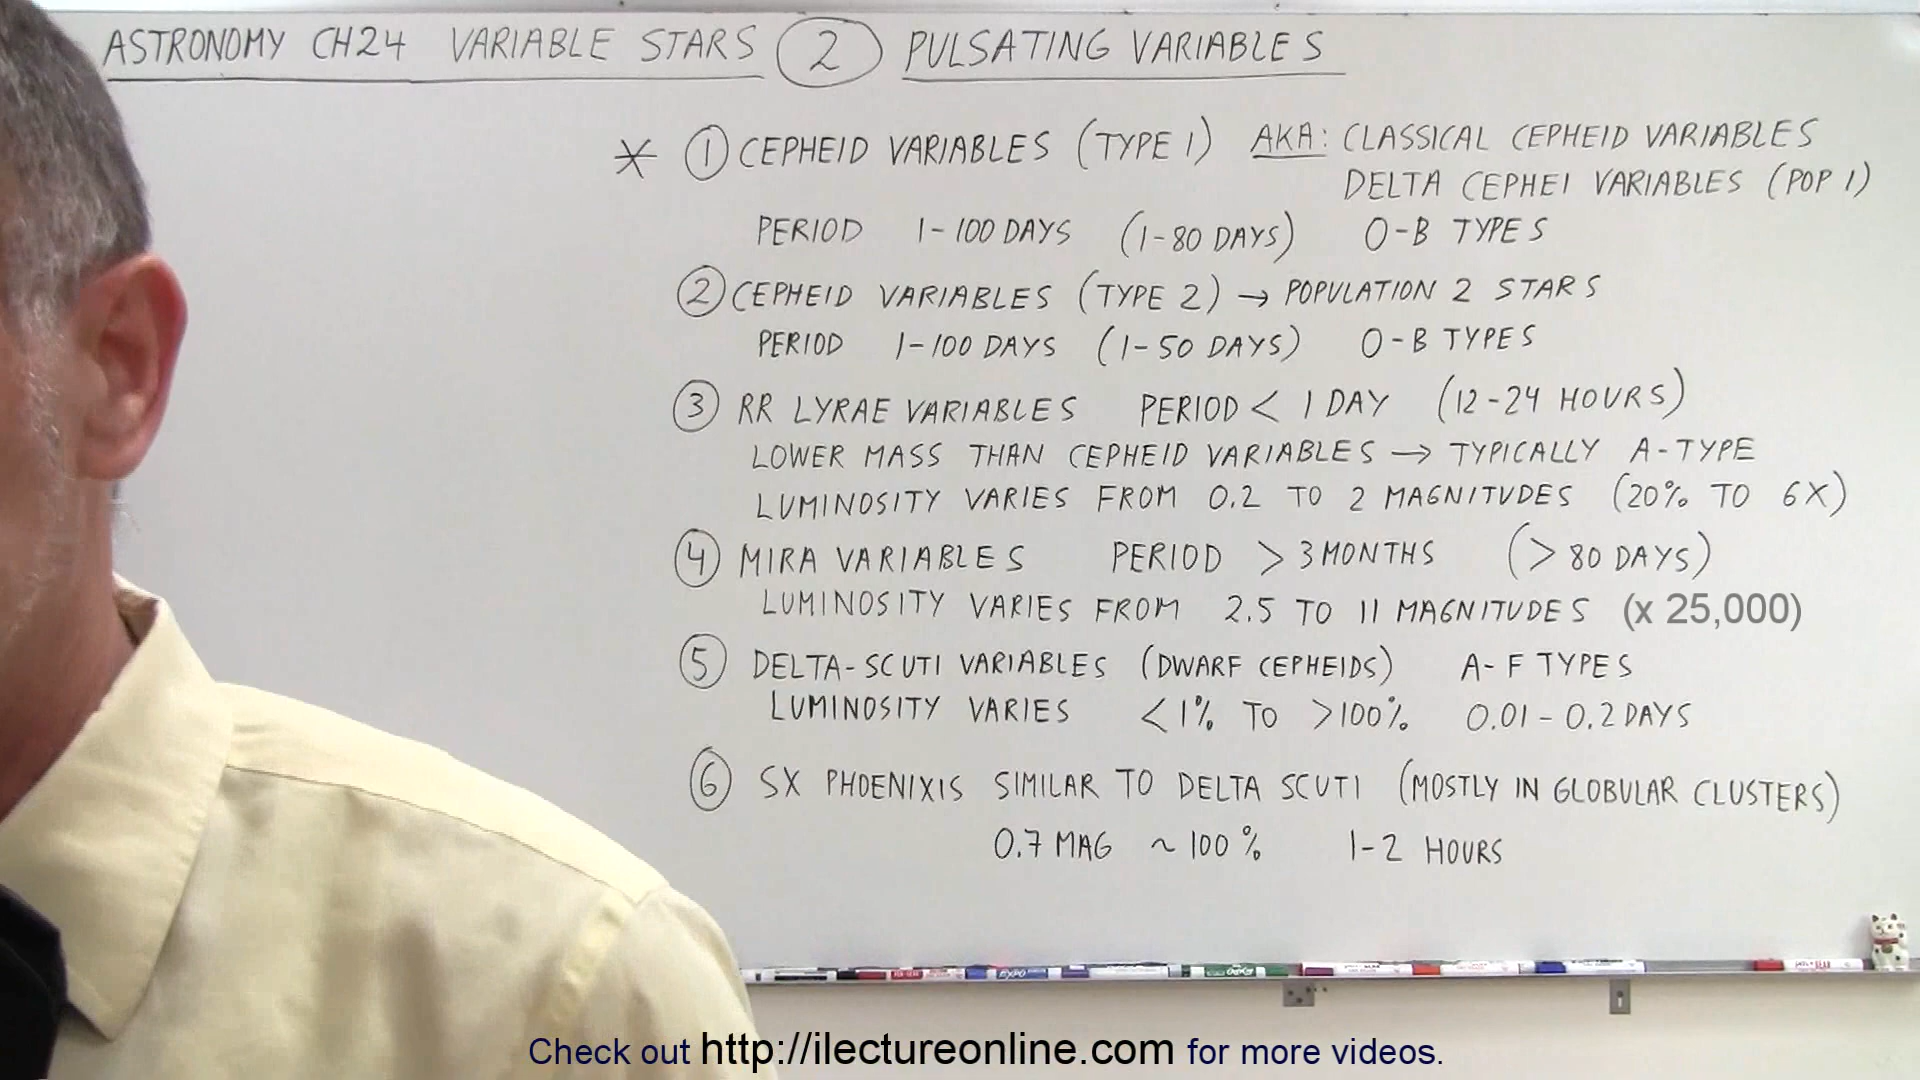 ASTRONOMY CH24 VARIABLE STARS 2 PULSATING VARIABLES
* 1 CEPHEID VARIABLES (TYPE 1) AKA: CLASSICAL CEPHEID VARIABLES
DELTA CEPHEI VARIABLES (POP 1)
PERIOD 1-100 DAYS (1-80 DAYS) O-B TYPES
2 CEPHEID VARIABLES (TYPE 2) → POPULATION 2 STARS
PERIOD 1-100 DAYS (1-50 DAYS) O-B TYPES
3 RR LYRAE VARIABLES PERIOD < 1 DAY (12-24 HOURS)
LOWER MASS THAN CEPHEID VARIABLES → TYPICALLY A-TYPE
LUMINOSITY VARIES FROM 0.2 TO 2 MAGNITUDES (20% TO 6X)
4 MIRA VARIABLES PERIOD > 3 MONTHS (> 80 DAYS)
LUMINOSITY VARIES FROM 2.5 TO 11 MAGNITUDES (x 25,000)
5 DELTA-SCUTI VARIABLES (DWARF CEPHEIDS) A-F TYPES
LUMINOSITY VARIES <1% TO >100% 0.01-0.2 DAYS
6 SX PHOENIXIS SIMILAR TO DELTA SCUTI (MOSTLY IN GLOBULAR CLUSTERS)
0.7 MAG ~ 100% 1-2 HOURS
EXPO
Check out http://ilectureonline.com for more videos.